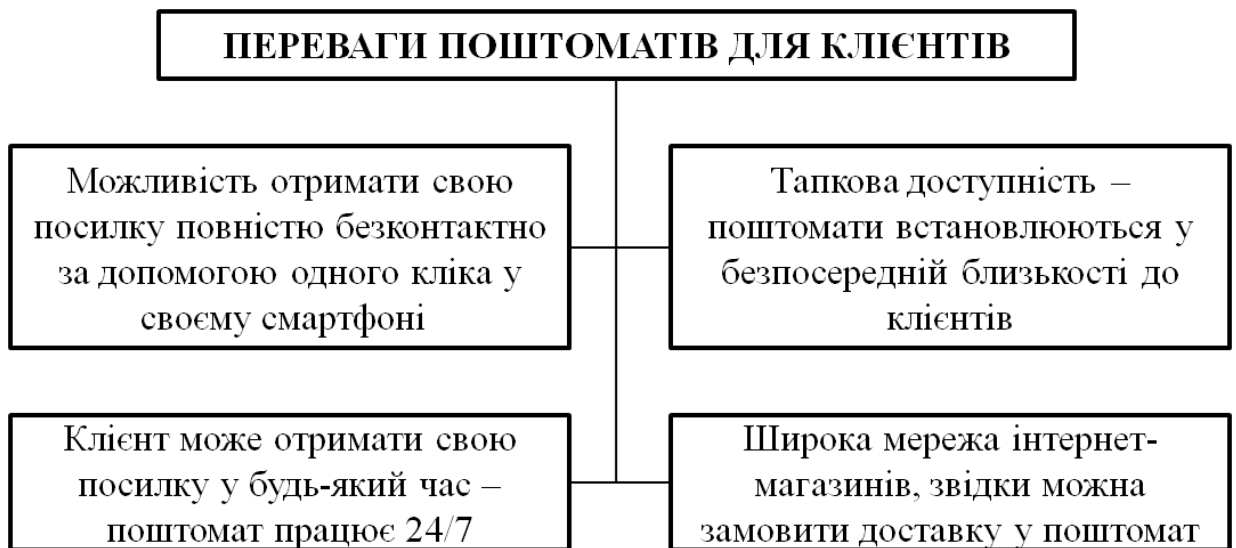 ПЕРЕВАГИ ПОШТОМАТІВ ДЛЯ КЛІЄНТІВ
Можливість отримати свою
посилку повністю безконтактно
за допомогою одного кліка у
своєму смартфоні
Тапкова доступність –
поштомати встановлюються у
безпосередній близькості до
клієнтів
Клієнт може отримати свою
посилку у будь-який час –
поштомат працює 24/7
Широка мережа інтернет-
магазинів, звідки можна
замовити доставку у поштомат